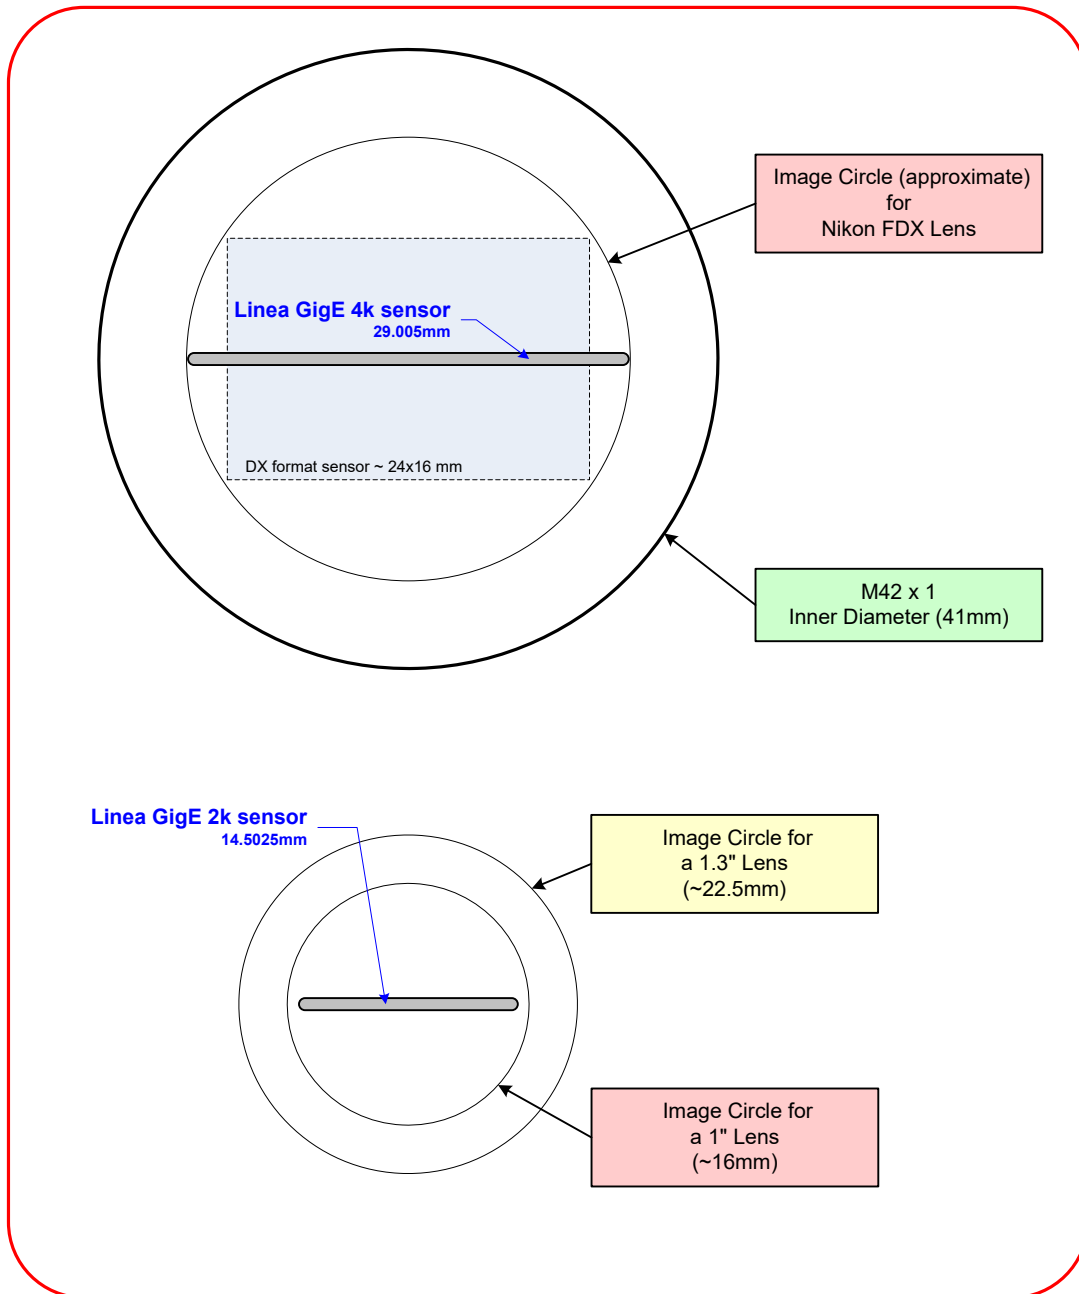 Image Circle (approximate)
for
Nikon FDX Lens
Linea GigE 4k sensor
29.005mm
DX format sensor ~ 24x16 mm
M42 x 1
Inner Diameter (41mm)
Linea GigE 2k sensor
14.5025mm
Image Circle for
a 1.3" Lens
(~22.5mm)
Image Circle for
a 1" Lens
(~16mm)